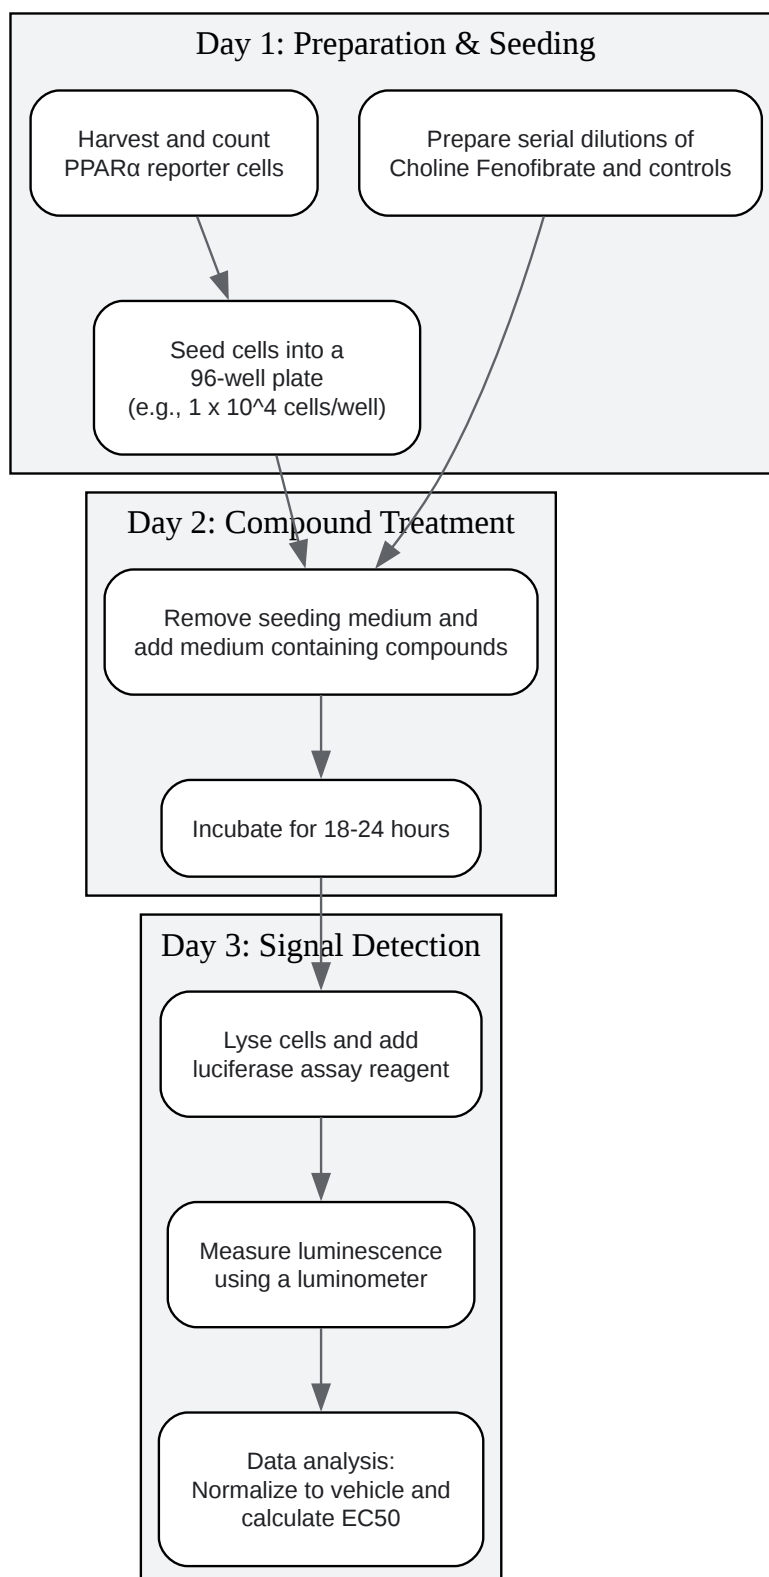 Day 1: Preparation & Seeding
Harvest and count
PPARα reporter cells
Prepare serial dilutions of
Choline Fenofibrate and controls
Seed cells into a
96-well plate
(e.g., 1 x 10^4 cells/well)
Day 2: Compound Treatment
Remove seeding medium and
add medium containing compounds
Incubate for 18-24 hours
Day 3: Signal Detection
Lyse cells and add
luciferase assay reagent
Measure luminescence
using a luminometer
Data analysis:
Normalize to vehicle and
calculate EC50